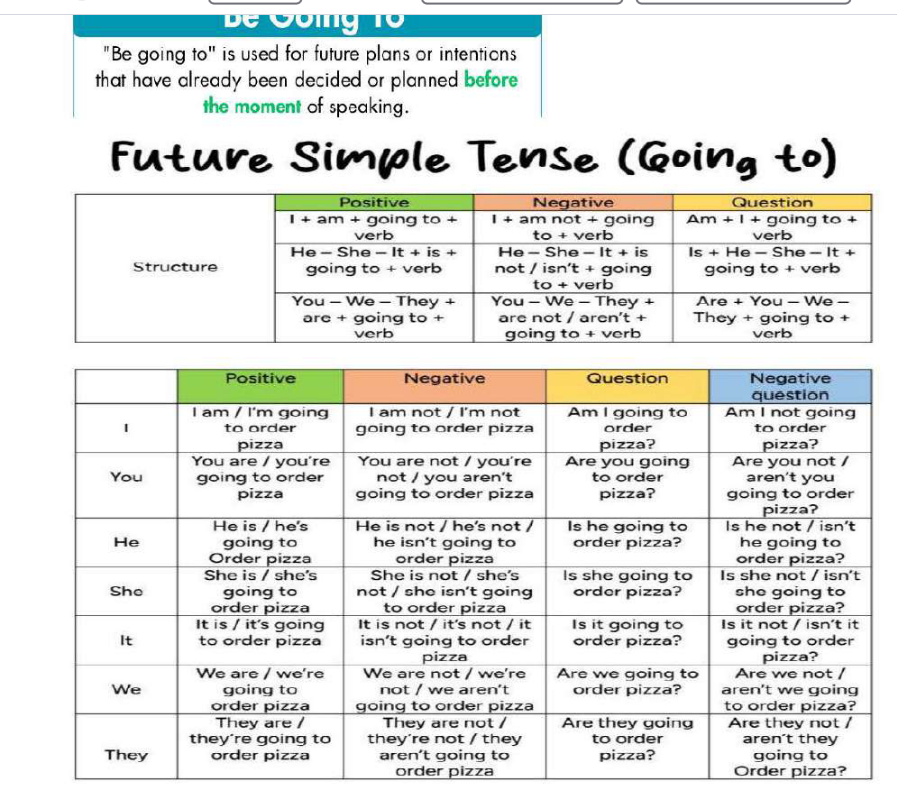 Be Going To
"Be going to" is used for future plans or intentions
that have already been decided or planned before
the moment of speaking.
Future Simple Tense (Going to)
Positive Negative Question
Structure
I + am + going to +
verb
I + am not + going
to + verb
Am + I + going to +
verb
He – She – It + is +
going to + verb
He – She – It + is
not / isn't + going
to + verb
Is + He – She – It +
going to + verb
You – We – They +
are + going to +
verb
You – We – They +
are not / aren't +
going to + verb
Are + You – We –
They + going to +
verb
Positive Negative Question Negative
question
I
I am / I'm going
to order
pizza
I am not / I'm not
going to order pizza
Am I going to
order
pizza?
Am I not going
to order
pizza?
You
You are / you're
going to order
pizza
You are not / you're
not / you aren't
going to order pizza
Are you going
to order
pizza?
Are you not /
aren't you
going to order
pizza?
He
He is / he's
going to
Order pizza
He is not / he's not /
he isn't going to
order pizza
Is he going to
order pizza?
Is he not / isn't
he going to
order pizza?
She
She is / she's
going to
order pizza
She is not / she's
not / she isn't going
to order pizza
Is she going to
order pizza?
Is she not / isn't
she going to
order pizza?
It
It is / it's going
to order pizza
It is not / it's not / it
isn't going to order
pizza
Is it going to
order pizza?
Is it not / isn't it
going to order
pizza?
We
We are / we're
going to
order pizza
We are not / we're
not / we aren't
going to order pizza
Are we going to
order pizza?
Are we not /
aren't we going
to order pizza?
They
They are /
they're going to
order pizza
They are not /
they're not / they
aren't going to
order pizza
Are they going
to order
pizza?
Are they not /
aren't they
going to
Order pizza?